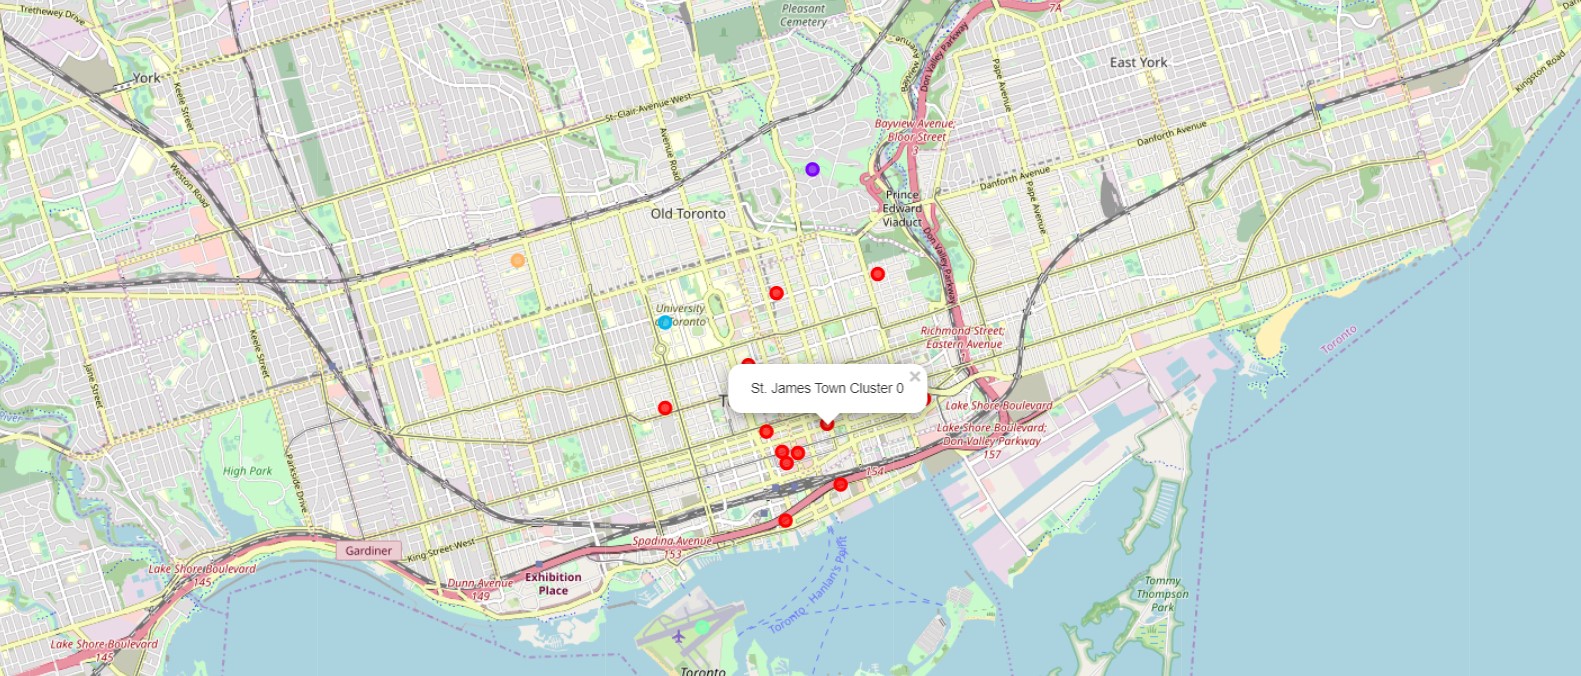 Trethewey Drive
Pleasant
Cemetery
7A
York
East York
Keele Street
Don Valley Parkway
Pape Avenue
Kingston Road
St. Clair Avenue West
Avenue Road
Bayview Avenue;
Bloor Street
3
Danforth Avenue
Weston Road
Danforth Avenue
Prince
Edward
Viaduct
Pape Avenue
Old Toronto
Don Valley Parkway
University
Toronto
Richmond Street;
Eastern Avenue
Toronto
Keele Street
Jane Street
St. James Town Cluster 0
×
Lake Shore Boulevard
Lake Shore Boulevard;
Don Valley Parkway
157
High Park
Parkside Drive
154
Gardiner
King Street West
Spadina Avenue
153
Lake Shore Boulevard
145
Dunn Avenue
149
Exhibition
Place
Toronto - Hanlan's Point
Tommy
Thompson
Park
Lake Shore Boulevard
145
Toronto